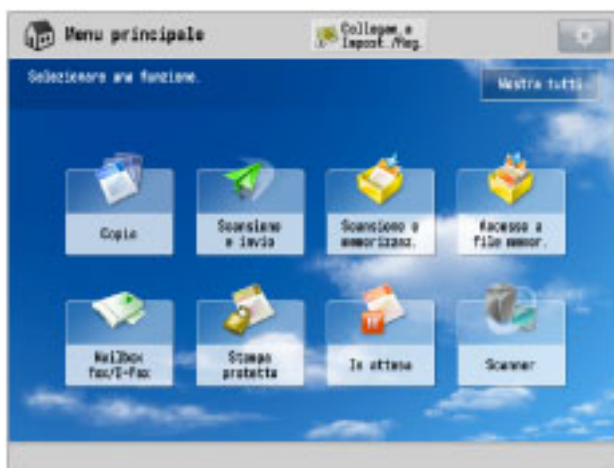 Menu principale
Collegam. a
Impost./Reg.
Selezionare una funzione.
Mostra tutti
Copia
Scansione
e invio
Scansione e
memorizzaz.
Accesso a
file memor.
Mailbox
fax/I-Fax
Stampa
protetta
In attesa
Scanner